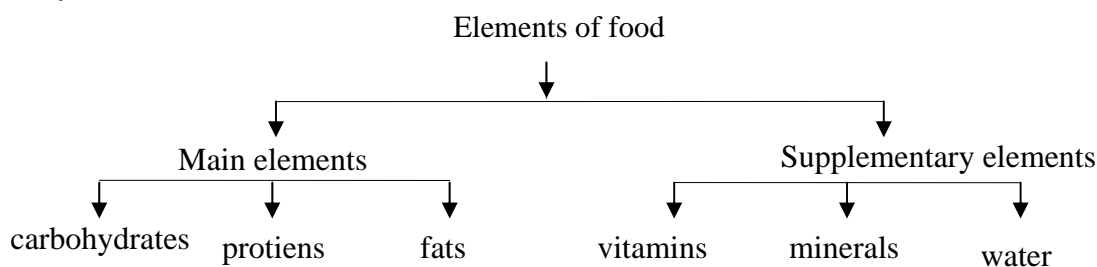 Elements of food
Main elements
Supplementary elements
carbohydrates
protiens
fats
vitamins
minerals
water